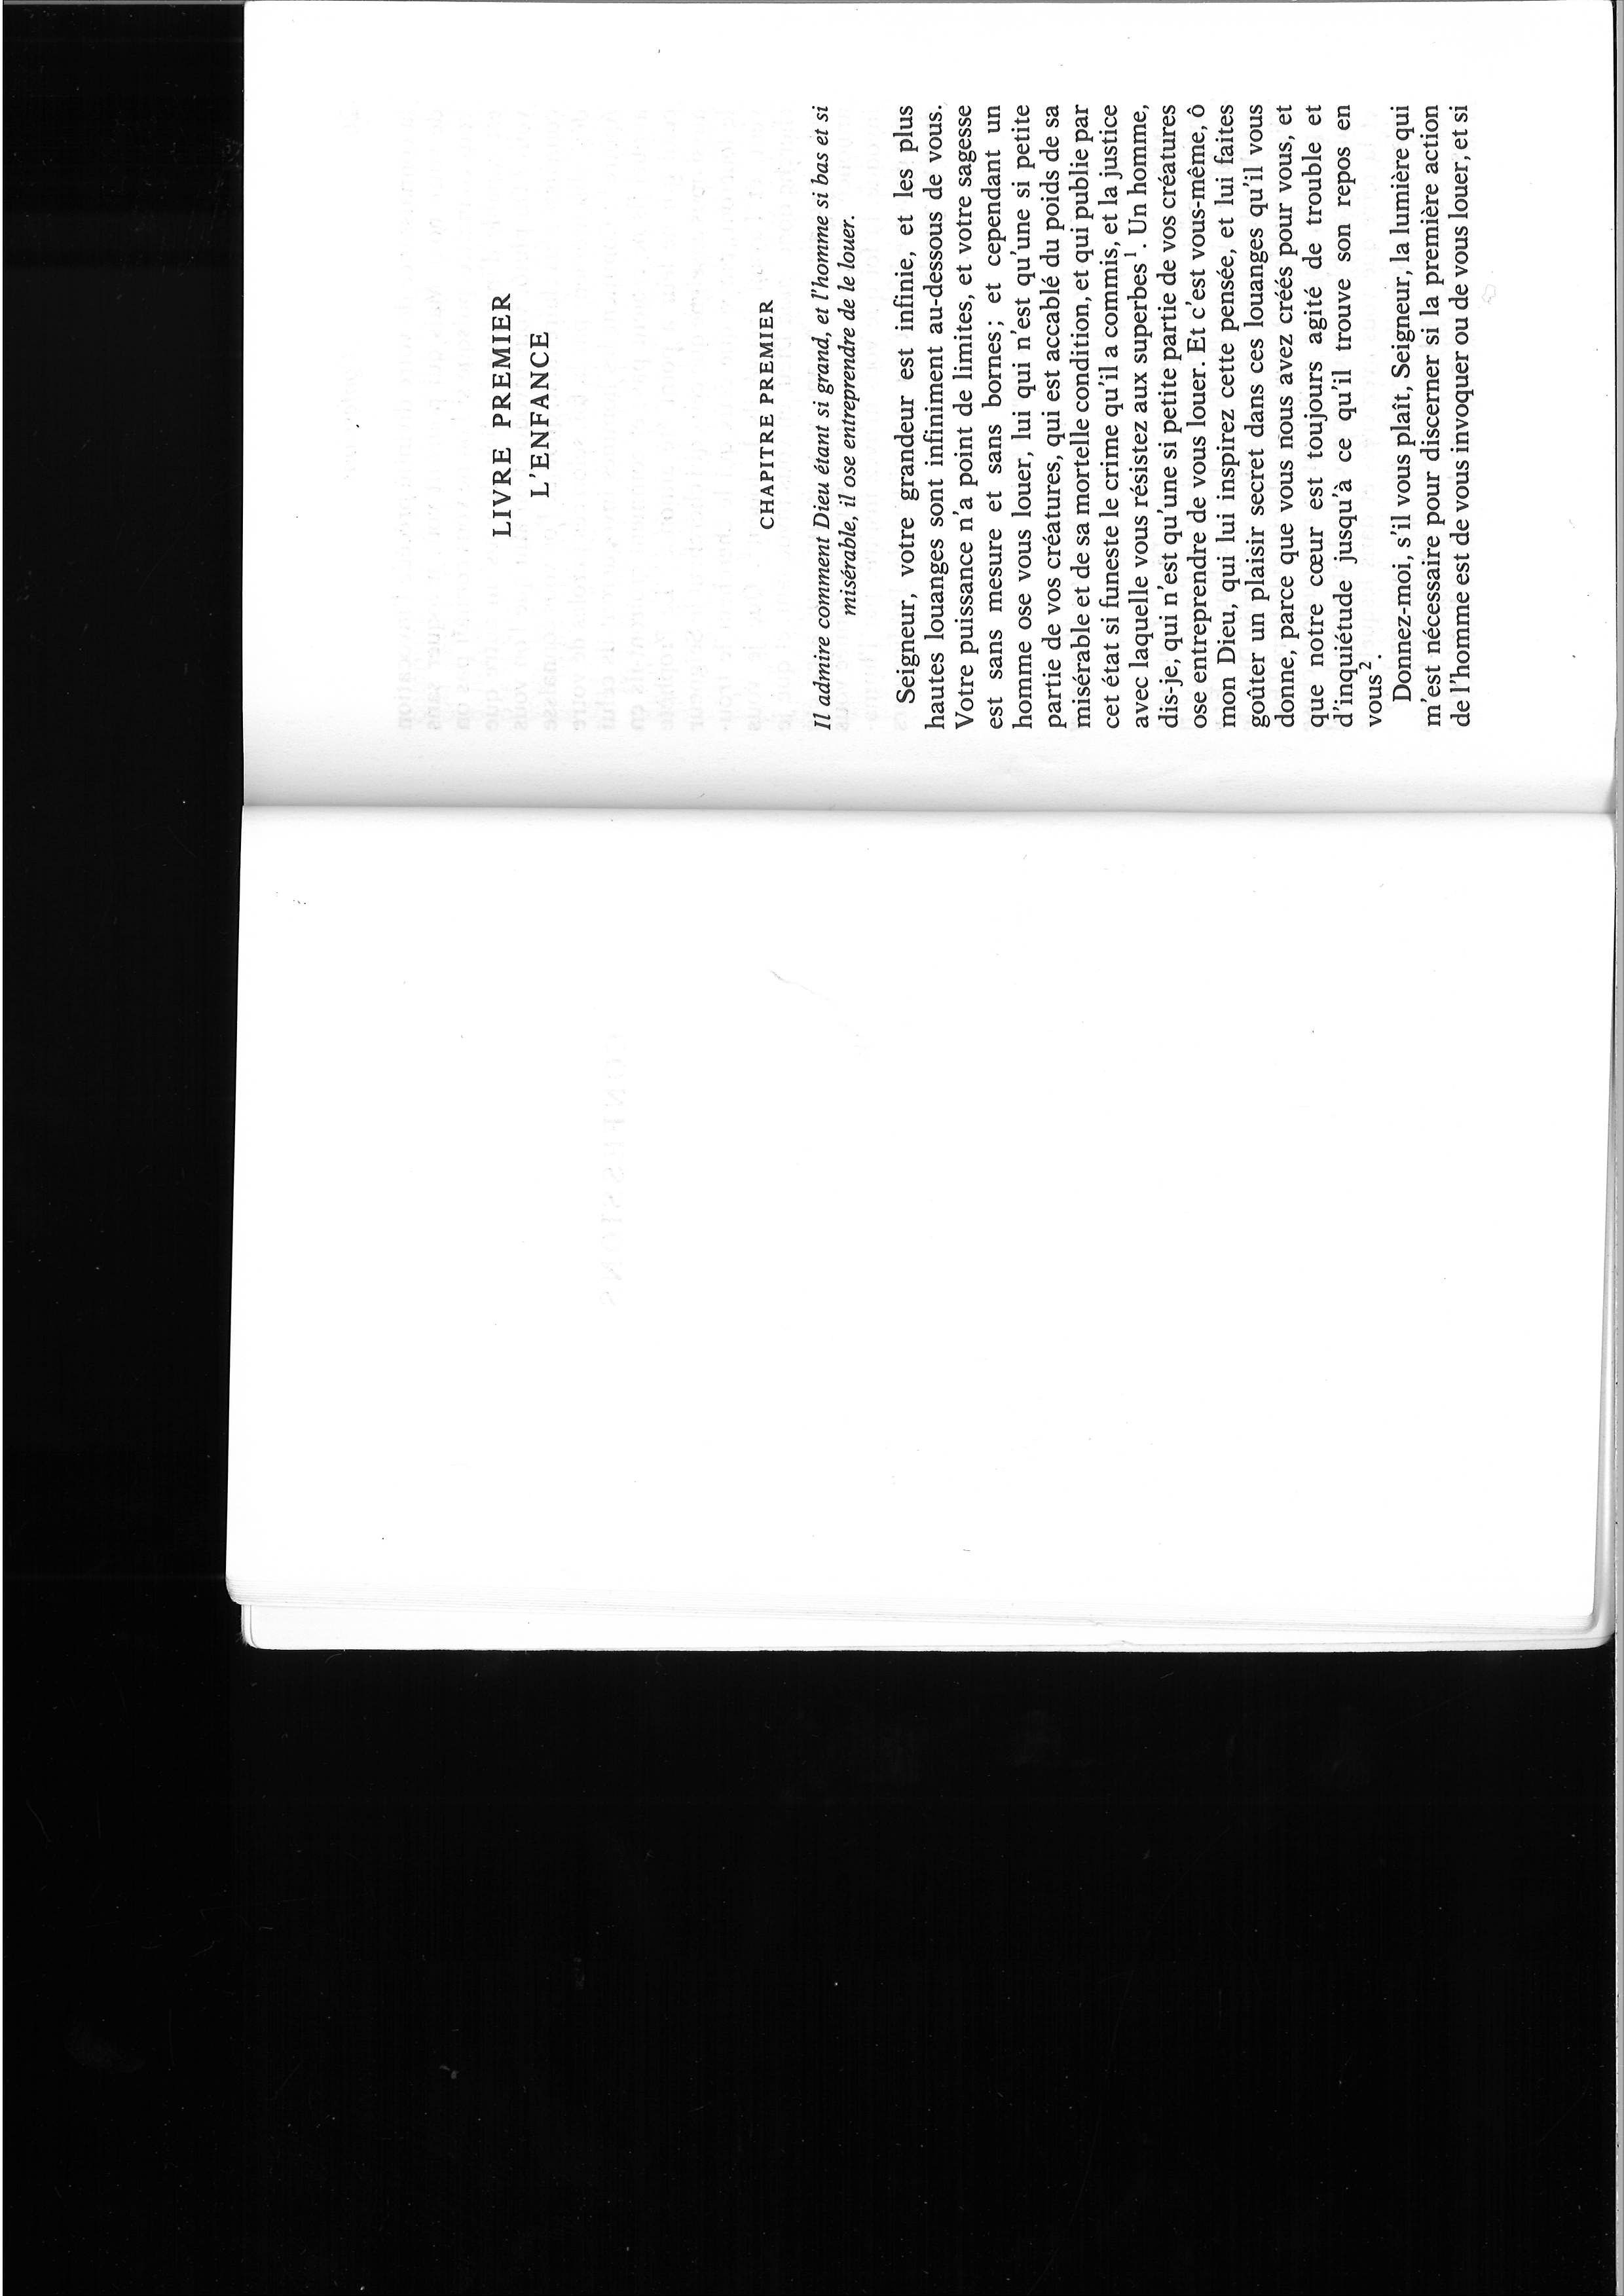 LIVRE PREMIER
L'ENFANCE
CHAPITRE PREMIER
Il admire comment Dieu étant si grand, et l'homme si bas et si
misérable, il ose entreprendre de le louer.
Seigneur, votre grandeur est infinie, et les plus
hautes louanges sont infiniment au-dessous de vous.
Votre puissance n'a point de limites, et votre sagesse
est sans mesure et sans bornes; et cependant un
homme ose vous louer, lui qui n'est qu'une si petite
partie de vos créatures, qui est accablé du poids de sa
misérable et de sa mortelle condition, et qui publie par
cet état si funeste le crime qu'il a commis, et la justice
avec laquelle vous résistez aux superbes¹. Un homme,
dis-je, qui n'est qu'une si petite partie de vos créatures
ose entreprendre de vous louer. Et c'est vous-même, ô
mon Dieu, qui lui inspirez cette pensée, et lui faites
goûter un plaisir secret dans ces louanges qu'il vous
donne, parce que vous nous avez créés pour vous, et
que notre cœur est toujours agité de trouble et
d'inquiétude jusqu'à ce qu'il trouve son repos en
vous².
Donnez-moi, s'il vous plaît, Seigneur, la lumière qui
m'est nécessaire pour discerner si la première action
de l'homme est de vous invoquer ou de vous louer, et si